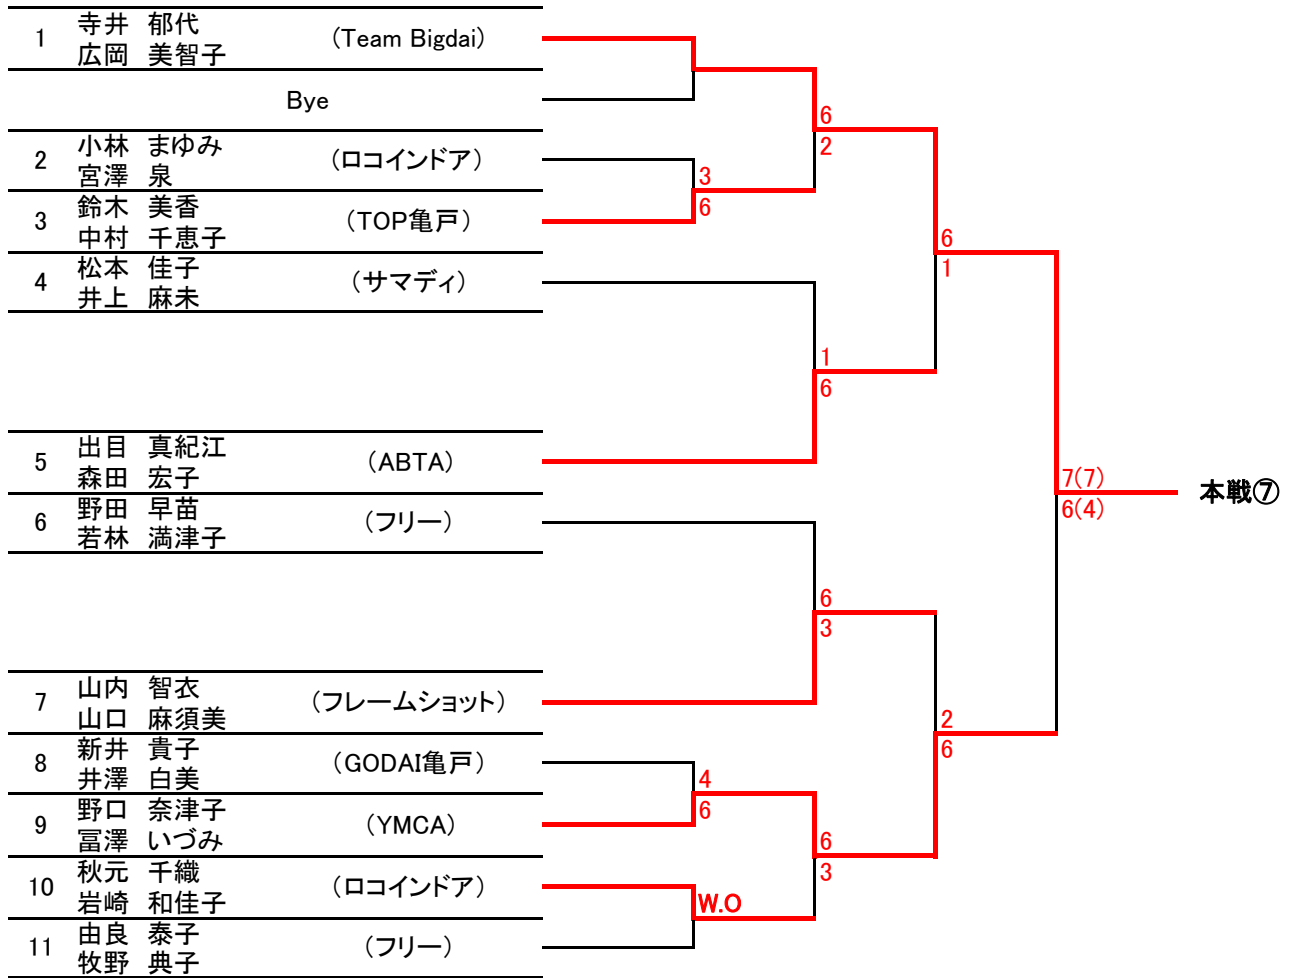 1 寺井 郁代 (Team Bigdai)
広岡 美智子
Bye
6
2
2 小林 まゆみ (ロコインドア)
宮澤 泉
3
6
3 鈴木 美香 (TOP亀戸)
中村 千恵子
6
1
4 松本 佳子 (サマディ)
井上 麻未
1
6
5 出目 真紀江 (ABTA)
森田 宏子
7(7)
6(4)
本戦⑦
6 野田 早苗 (フリー)
若林 満津子
6
3
7 山内 智衣 (フレームショット)
山口 麻須美
2
6
8 新井 貴子 (GODAI亀戸)
井澤 白美
4
6
9 野口 奈津子 (YMCA)
冨澤 いづみ
6
3
10 秋元 千織 (ロコインドア)
岩崎 和佳子
W.O
11 由良 泰子 (フリー)
牧野 典子